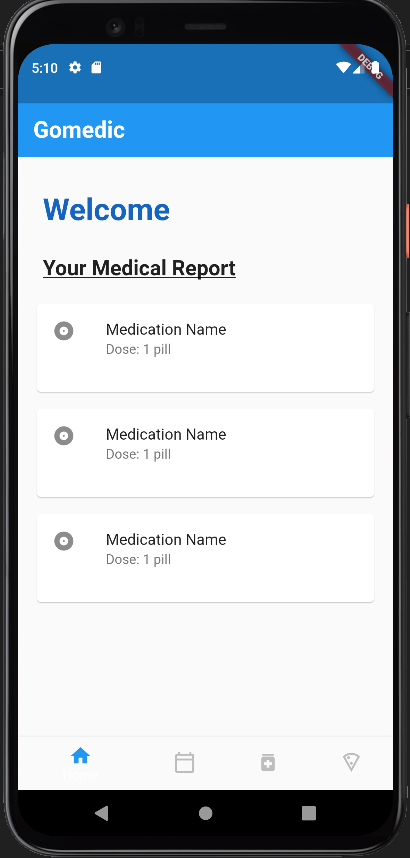 5:10
DEBUG
Gomedic
Welcome
Your Medical Report
Medication Name
Dose: 1 pill
Medication Name
Dose: 1 pill
Medication Name
Dose: 1 pill
Home